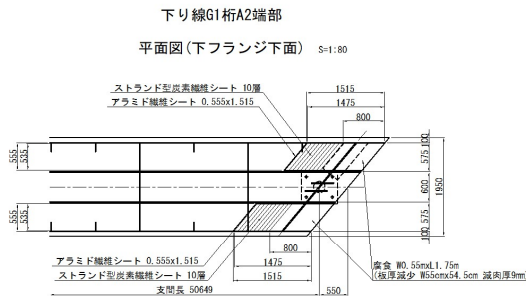 下り線G1桁A2端部
平面図(下フランジ下面) S=1:80
ストランド型炭素繊維シート 10層
アラミド繊維シート 0.555x1.515
1515
1475
800
555
535
100
575
600
575
100
1950
555
535
アラミド繊維シート 0.555x1.515
ストランド型炭素繊維シート 10層
800
1475
1515
支間長 50649
550
腐食 W0.55mxL1.75m
(板厚減少 W55cmx54.5cm 減肉厚9mm)